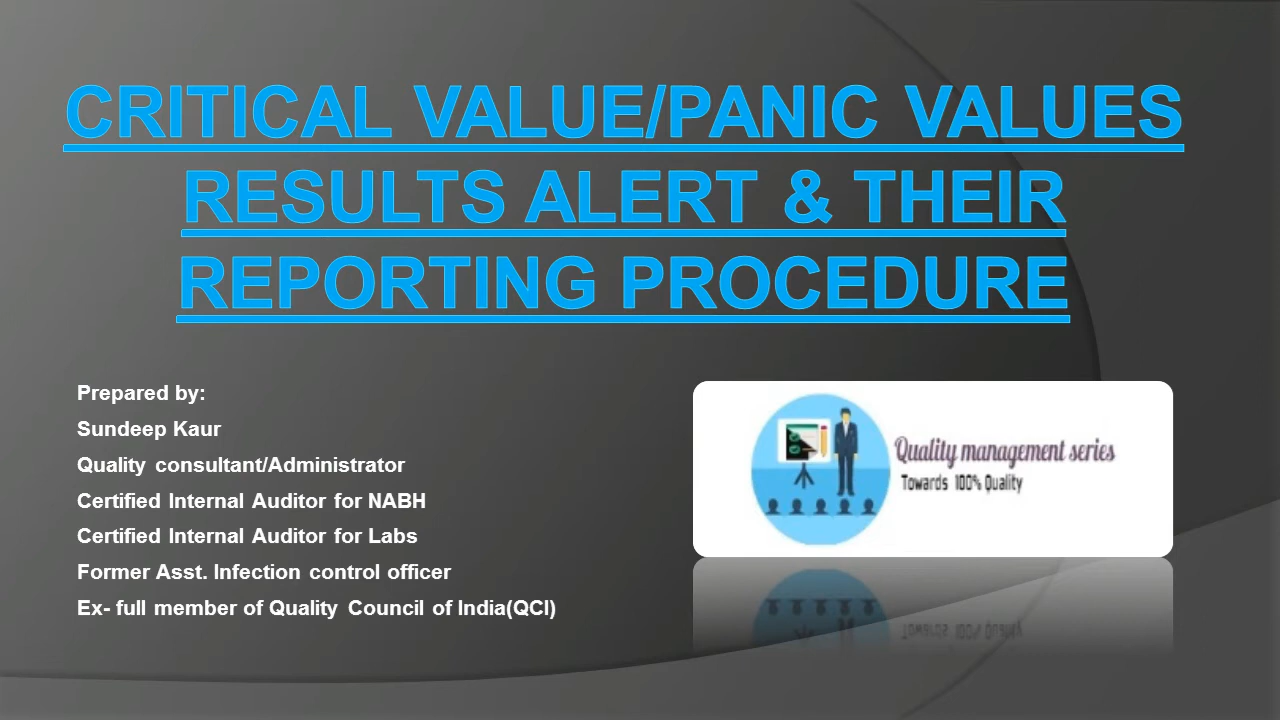 CRITICAL VALUE/PANIC VALUES
RESULTS ALERT & THEIR
REPORTING PROCEDURE
Prepared by:
Sundeep Kaur
Quality consultant/Administrator
Certified Internal Auditor for NABH
Certified Internal Auditor for Labs
Former Asst. Infection control officer
Ex- full member of Quality Council of India(QCI)
Quality management series
Towards 100% Quality